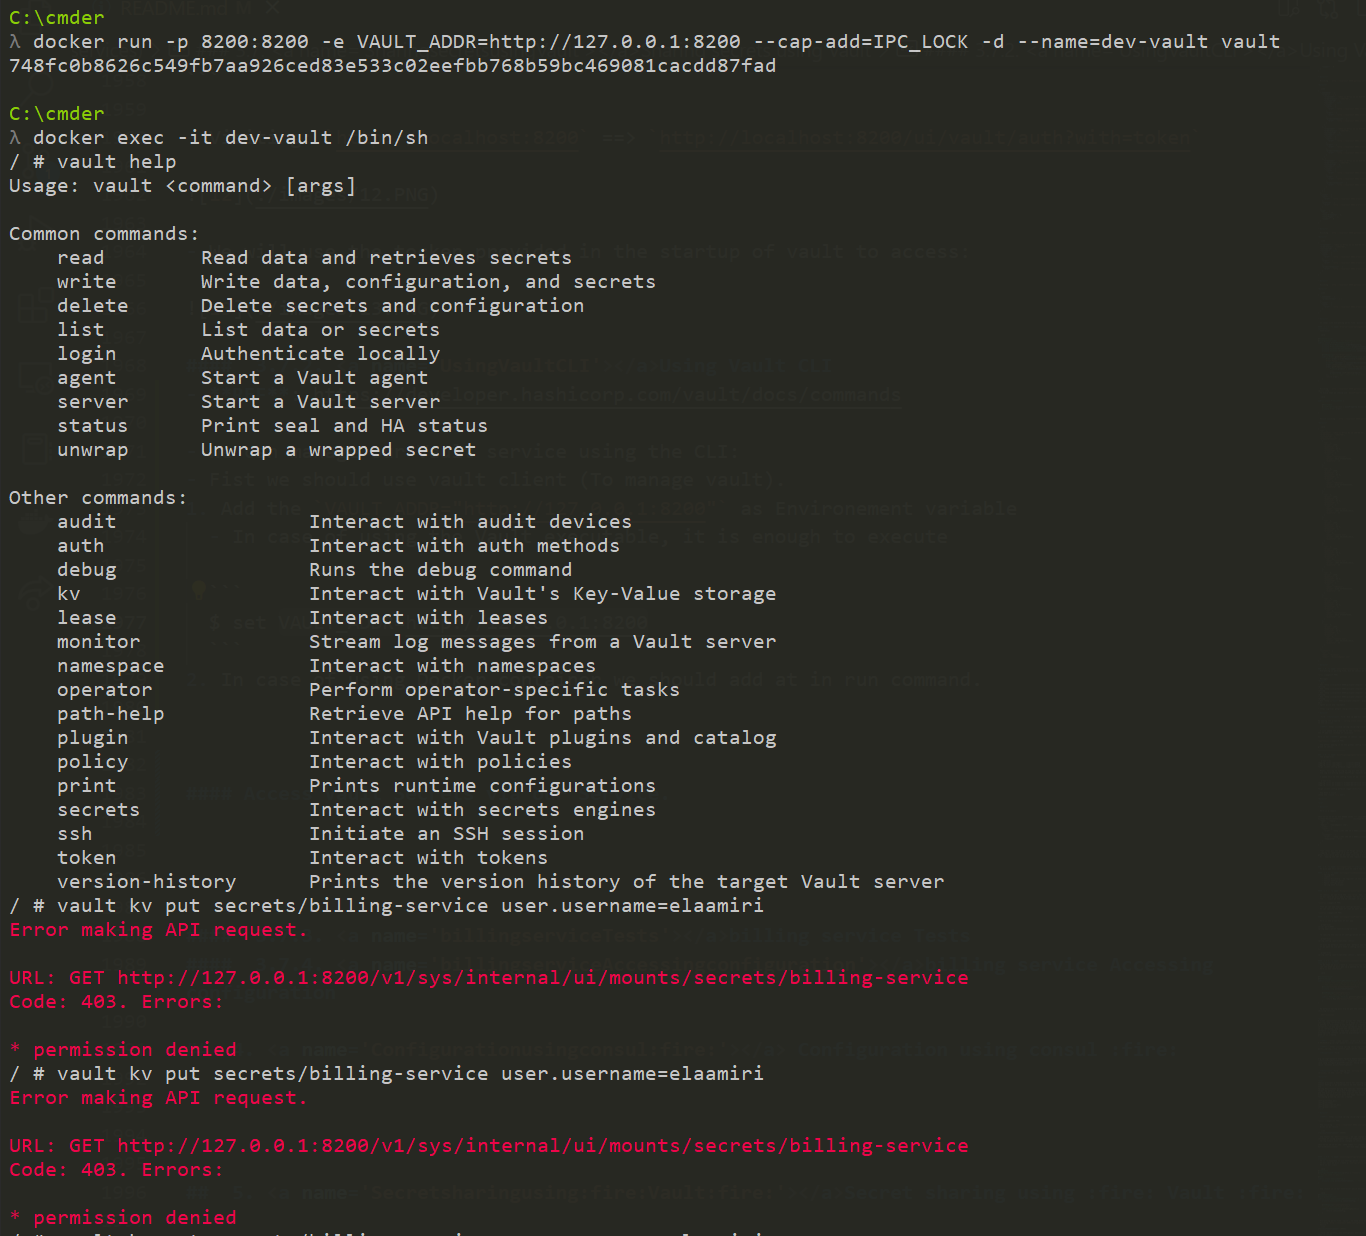 C:\cmder
λ docker run -p 8200:8200 -e VAULT_ADDR=http://127.0.0.1:8200 --cap-add=IPC_LOCK -d --name=dev-vault vault
748fc0b8626c549fb7aa926ced83e533c02eefbb768b59bc469081cacdd87fad
C:\cmder
λ docker exec -it dev-vault /bin/sh
/ # vault help
Usage: vault <command> [args]
Common commands:
read Read data and retrieves secrets
write Write data, configuration, and secrets
delete Delete secrets and configuration
list List data or secrets
login Authenticate locally
agent Start a Vault agent
server Start a Vault server
status Print seal and HA status
unwrap Unwrap a wrapped secret
Other commands:
audit Interact with audit devices
auth Interact with auth methods
debug Runs the debug command
kv Interact with Vault's Key-Value storage
lease Interact with leases
monitor Stream log messages from a Vault server
namespace Interact with namespaces
operator Perform operator-specific tasks
path-help Retrieve API help for paths
plugin Interact with Vault plugins and catalog
policy Interact with policies
print Prints runtime configurations
secrets Interact with secrets engines
ssh Initiate an SSH session
token Interact with tokens
version-history Prints the version history of the target Vault server
/ # vault kv put secrets/billing-service user.username=elaamiri
Error making API request.
URL: GET http://127.0.0.1:8200/v1/sys/internal/ui/mounts/secrets/billing-service
Code: 403. Errors:
* permission denied
/ # vault kv put secrets/billing-service user.username=elaamiri
Error making API request.
URL: GET http://127.0.0.1:8200/v1/sys/internal/ui/mounts/secrets/billing-service
Code: 403. Errors:
* permission denied